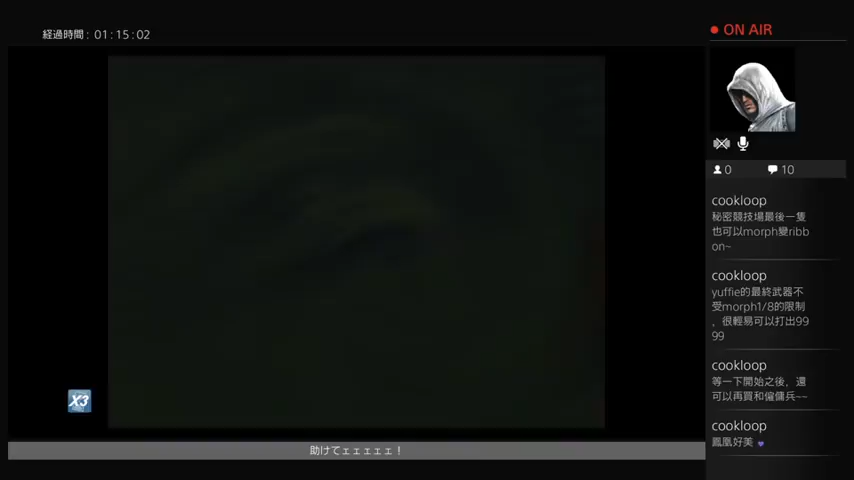 経過時間 : 01:15:02
ON AIR
0 10
cookloop
秘密競技場最後一隻
也可以morph變ribb
on~
cookloop
yuffie的最終武器不
受morph1/8的限制
，很輕易可以打出99
99
cookloop
等一下開始之後，還
可以再買和僱傭兵~~
cookloop
鳳凰好美
X3
助けてェェェェェ！